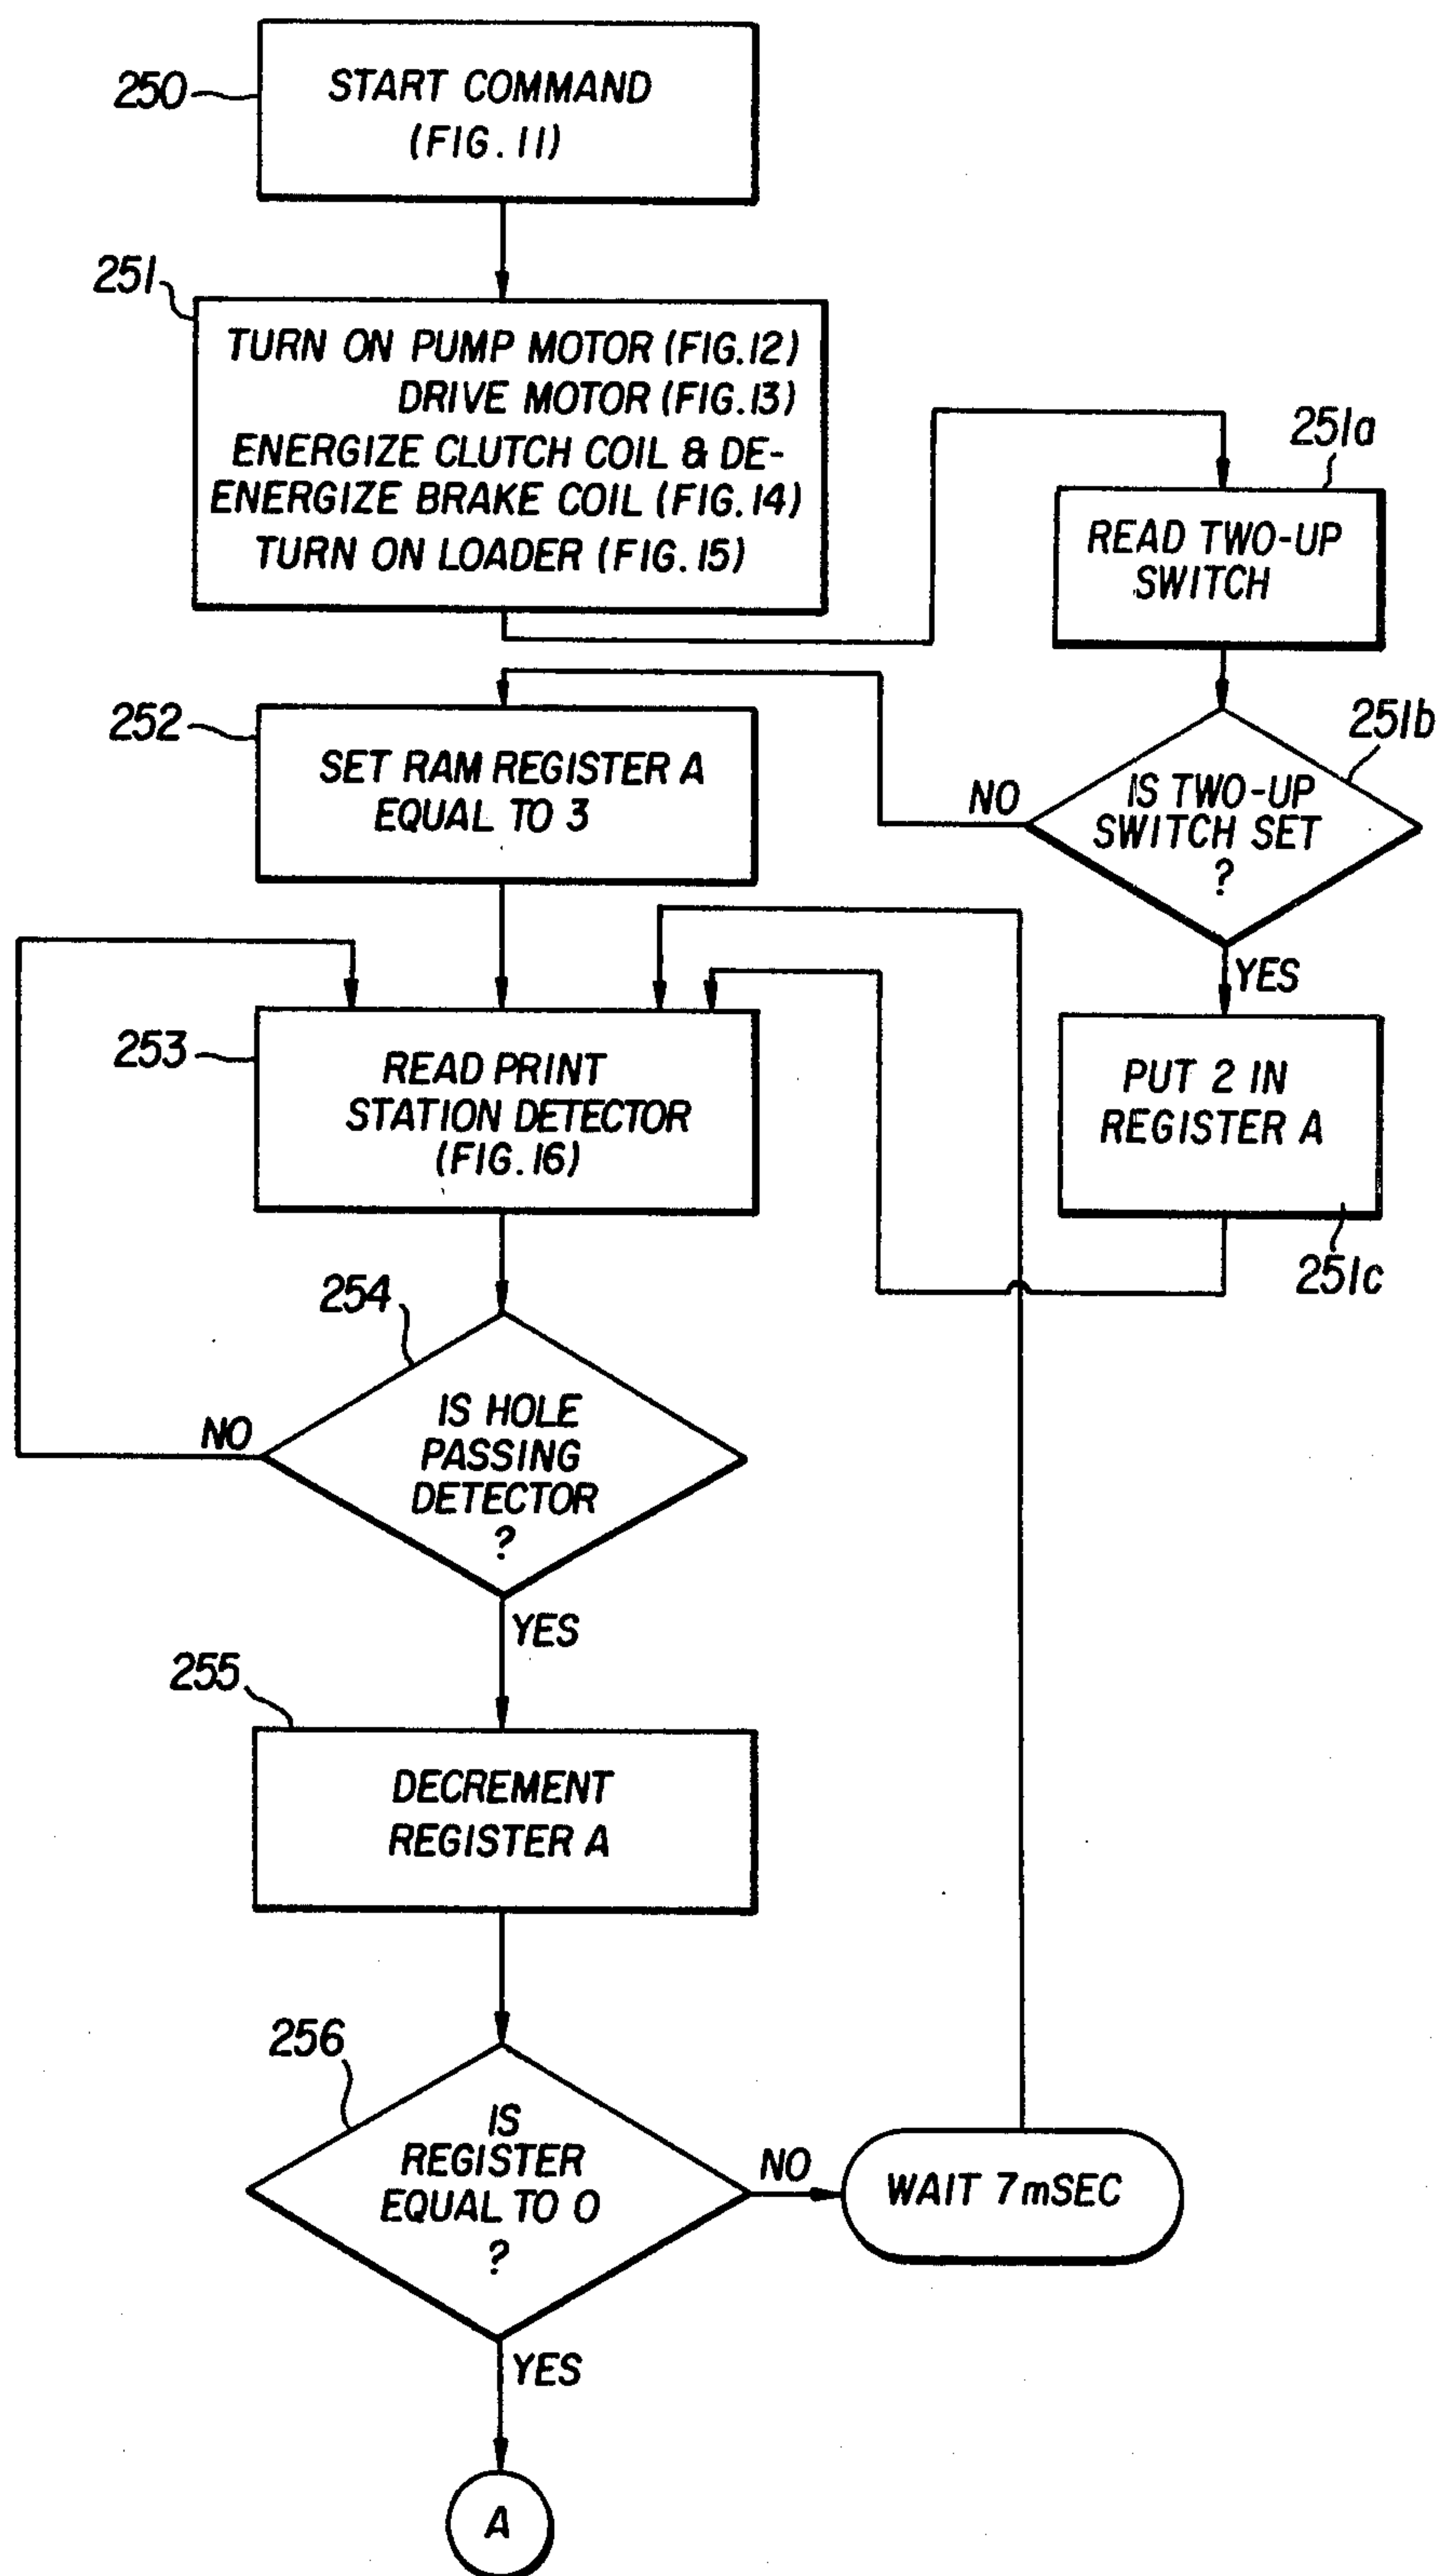 250
START COMMAND
(FIG. 11)
251
TURN ON PUMP MOTOR (FIG.12)
DRIVE MOTOR (FIG.13)
ENERGIZE CLUTCH COIL & DE-
ENERGIZE BRAKE COIL (FIG.14)
TURN ON LOADER (FIG. 15)
251a
READ TWO-UP
SWITCH
251b
IS TWO-UP
SWITCH SET
?
NO
YES
252
SET RAM REGISTER A
EQUAL TO 3
PUT 2 IN
REGISTER A
251c
253
READ PRINT
STATION DETECTOR
(FIG.16)
254
IS HOLE
PASSING
DETECTOR
?
NO
YES
255
DECREMENT
REGISTER A
256
IS
REGISTER
EQUAL TO 0
?
NO
WAIT 7mSEC
YES
A